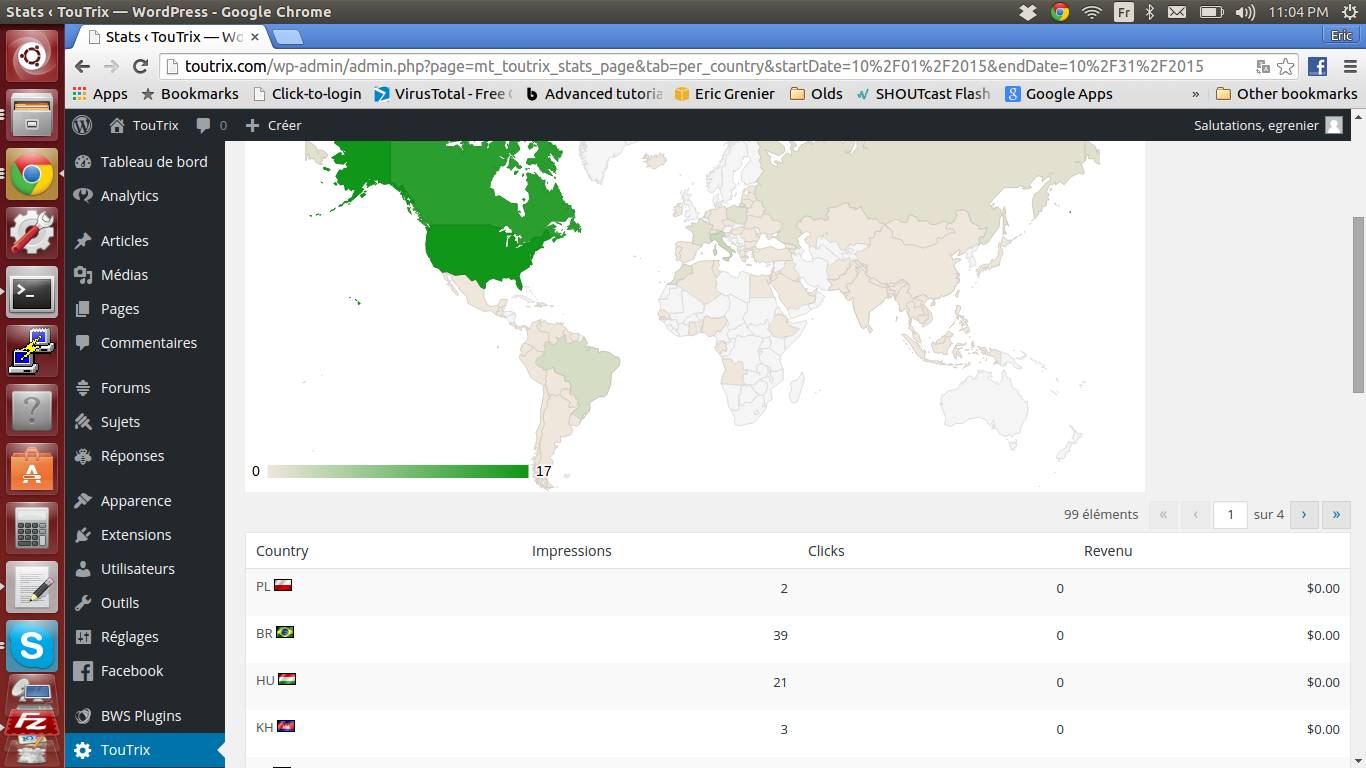 Stats ‹ TouTrix — WordPress - Google Chrome
Fr
11:04 PM
Stats ‹ TouTrix — Wo
Eric
toutrix.com/wp-admin/admin.php?page=mt_toutrix_stats_page&tab=per_country&startDate=10%2F01%2F2015&endDate=10%2F31%2F2015
Apps
Bookmarks
Click-to-login
VirusTotal - Free
Advanced tutoria
Eric Grenier
Olds
SHOUTcast Flash
Google Apps
»
Other bookmarks
TouTrix
0
Créer
Salutations, egrenier
Tableau de bord
Analytics
Articles
Médias
Pages
Commentaires
Forums
Sujets
Réponses
Apparence
Extensions
Utilisateurs
Outils
Réglages
Facebook
BWS Plugins
TouTrix
0
17
99 éléments « ‹ 1 sur 4 › »
Country Impressions Clicks Revenu
PL 2 0 $0.00
BR 39 0 $0.00
HU 21 0 $0.00
KH 3 0 $0.00